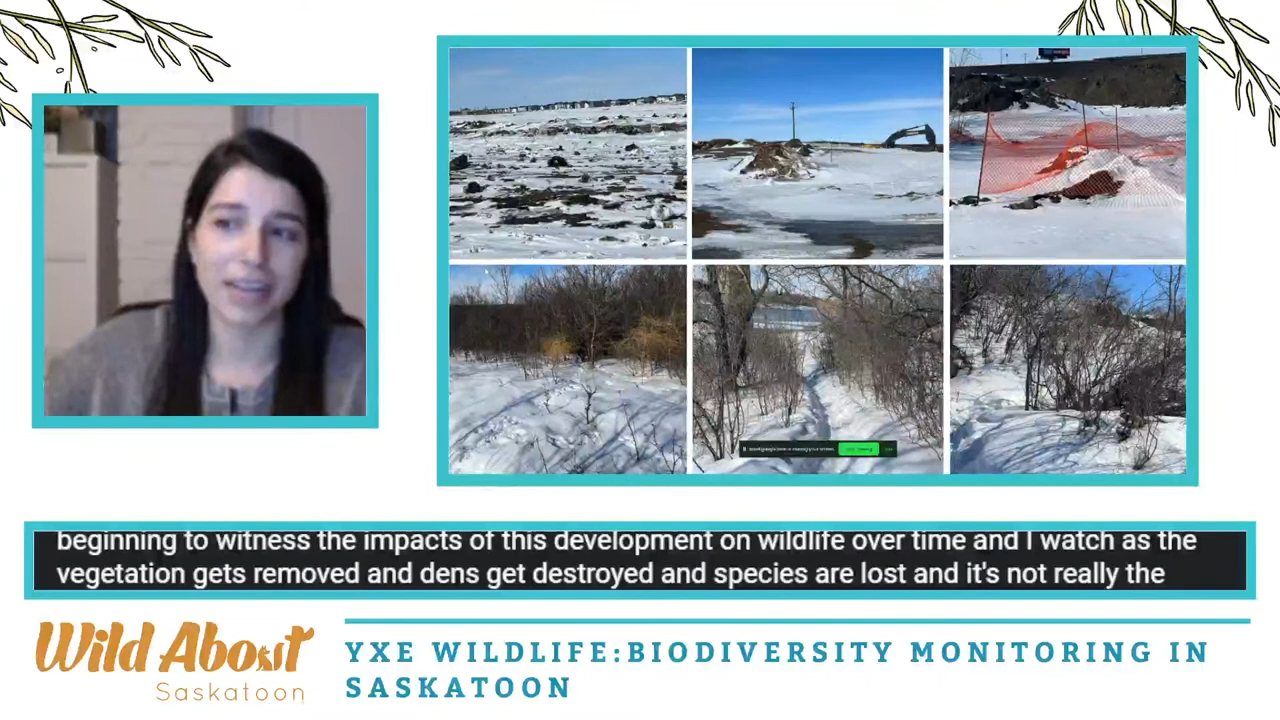 beginning to witness the impacts of this development on wildlife over time and I watch as the
vegetation gets removed and dens get destroyed and species are lost and it's not really the
Wild About
Saskatoon
YXE WILDLIFE:BIODIVERSITY MONITORING IN
SASKATOON